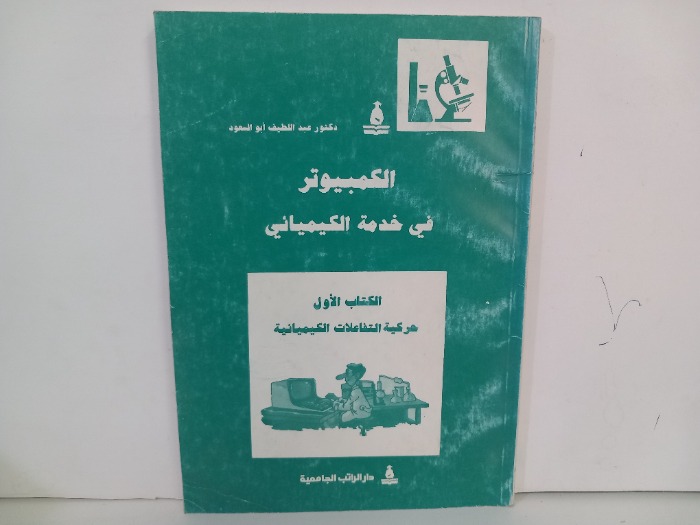 دكتور عبد اللطيف أبو السعود
الكمبيوتر
في خدمة الكيميائي
الكتاب الأول
حركية التفاعلات الكيميائية
دار الراتب الجامعية